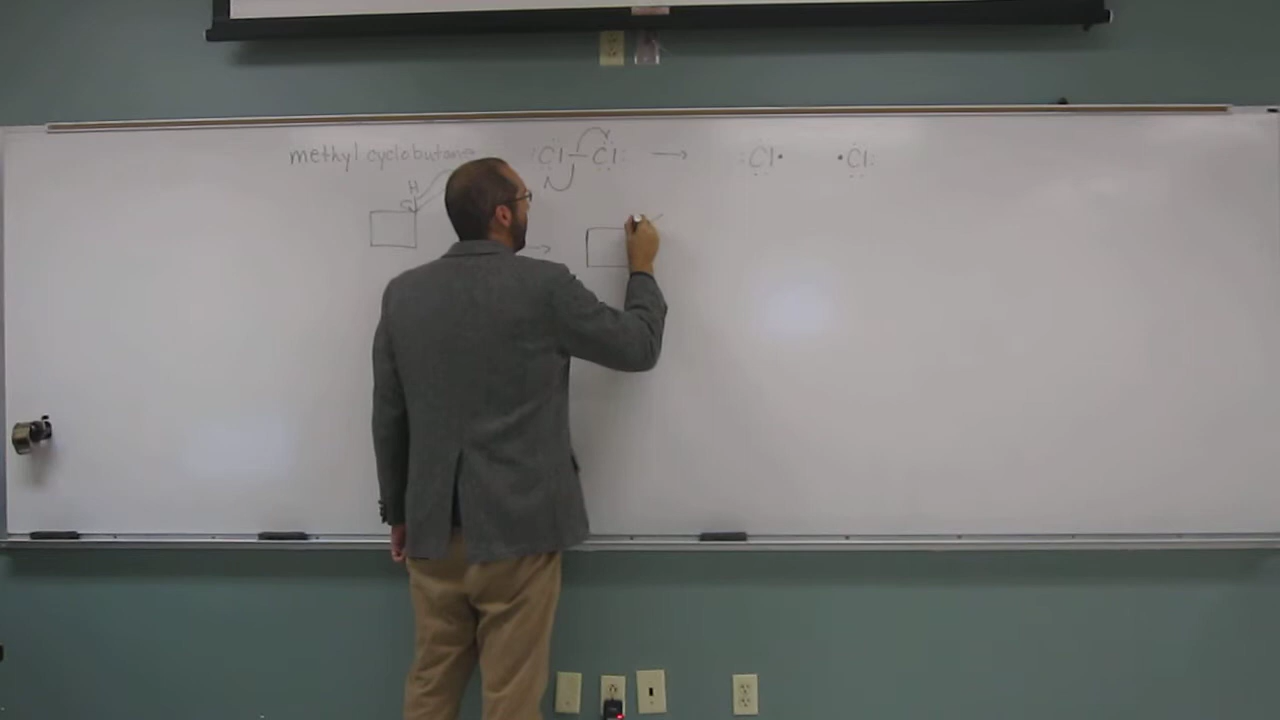 methyl cyclobutane :Cl—Cl: → :Cl• •Cl:
H
→